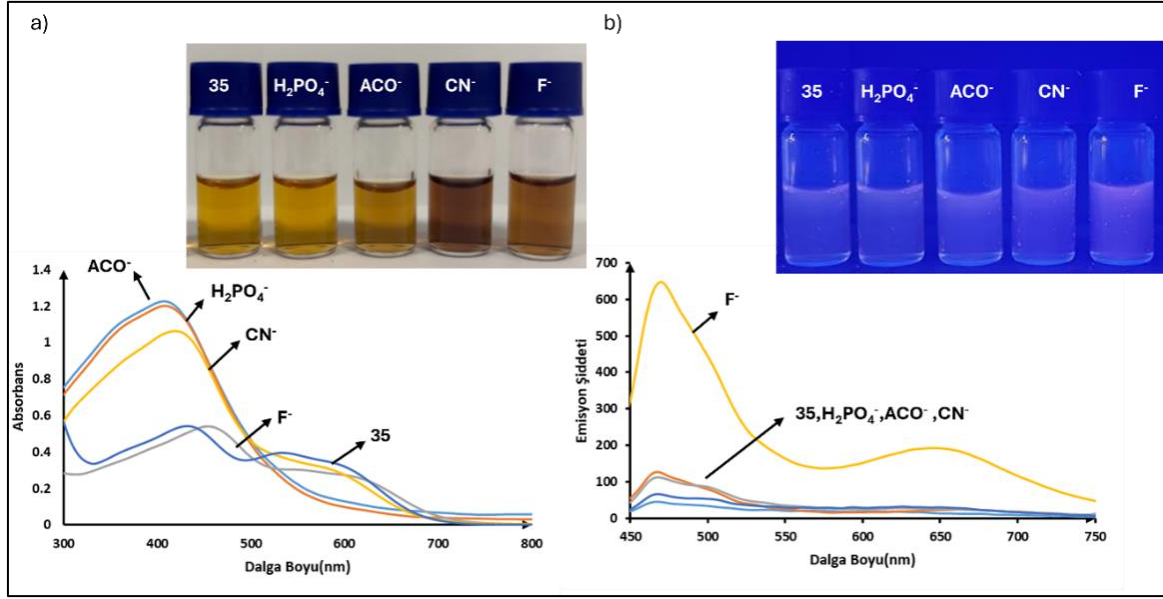 a)
35 H₂PO₄⁻ ACO⁻ CN⁻ F⁻
ACO⁻
H₂PO₄⁻
CN⁻
F⁻
35
Absorbans
1.4
1.2
1
0.8
0.6
0.4
0.2
0
300 400 500 600 700 800
Dalga Boyu(nm)
b)
35 H₂PO₄⁻ ACO⁻ CN⁻ F⁻
F⁻
35,H₂PO₄⁻,ACO⁻ ,CN⁻
Emisyon Şiddeti
700
600
500
400
300
200
100
0
450 500 550 600 650 700 750
Dalga Boyu(nm)